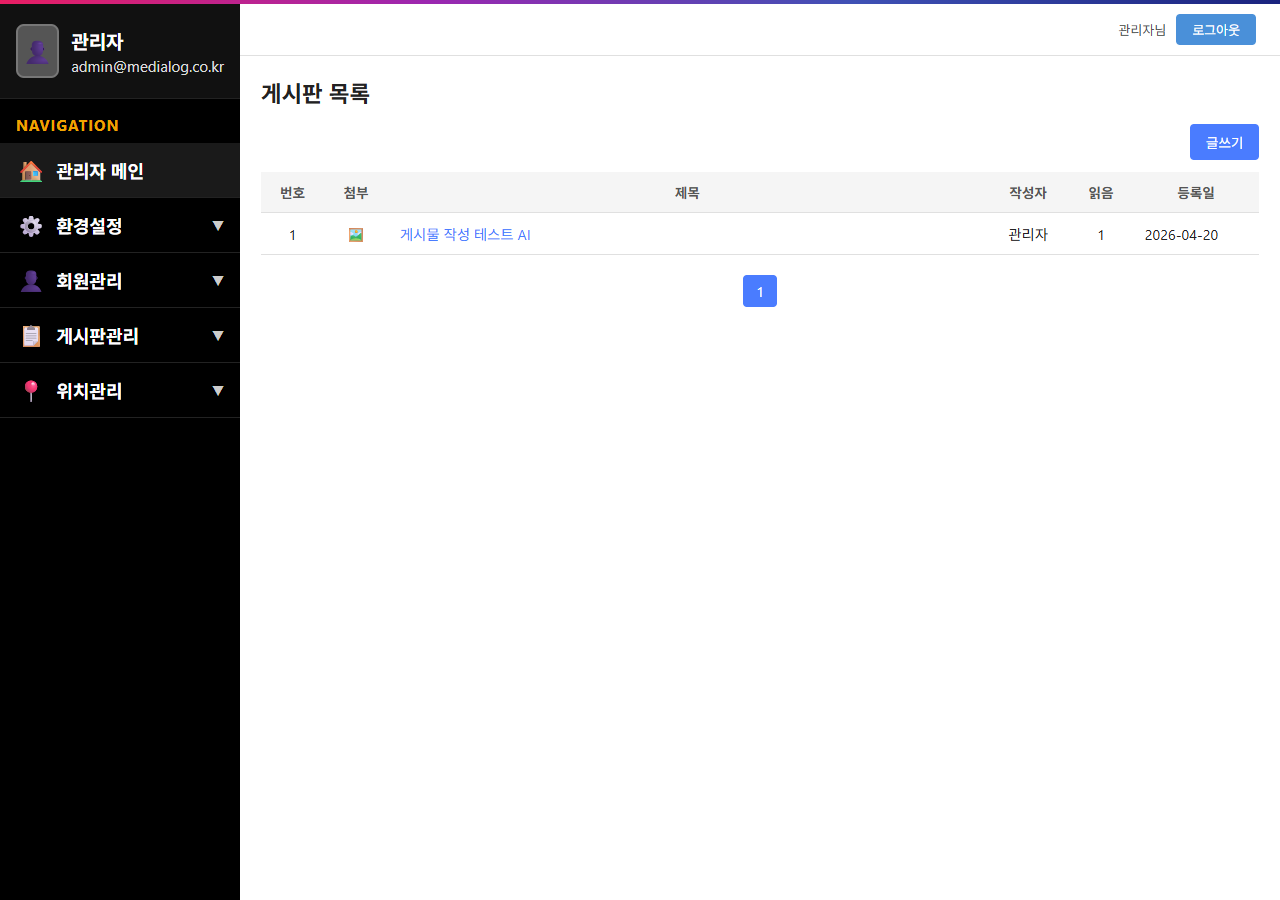 관리자
admin@medialog.co.kr
NAVIGATION
관리자 메인
환경설정 ▼
회원관리 ▼
게시판관리 ▼
위치관리 ▼
관리자님 로그아웃
게시판 목록
글쓰기
번호 첨부 제목 작성자 읽음 등록일
1 게시물 작성 테스트 AI 관리자 1 2026-04-20
1